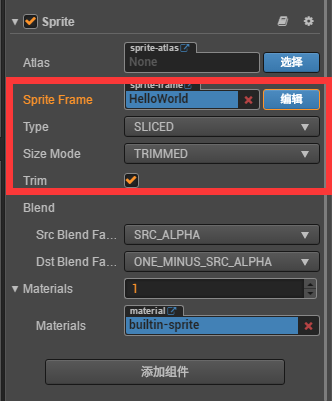 Sprite
sprite-atlas
Atlas None 选择
sprite-frame
Sprite Frame HelloWorld 编辑
Type SLICED
Size Mode TRIMMED
Trim
Blend
Src Blend Fa... SRC_ALPHA
Dst Blend Fa... ONE_MINUS_SRC_ALPHA
Materials 1
material
Materials builtin-sprite
添加组件